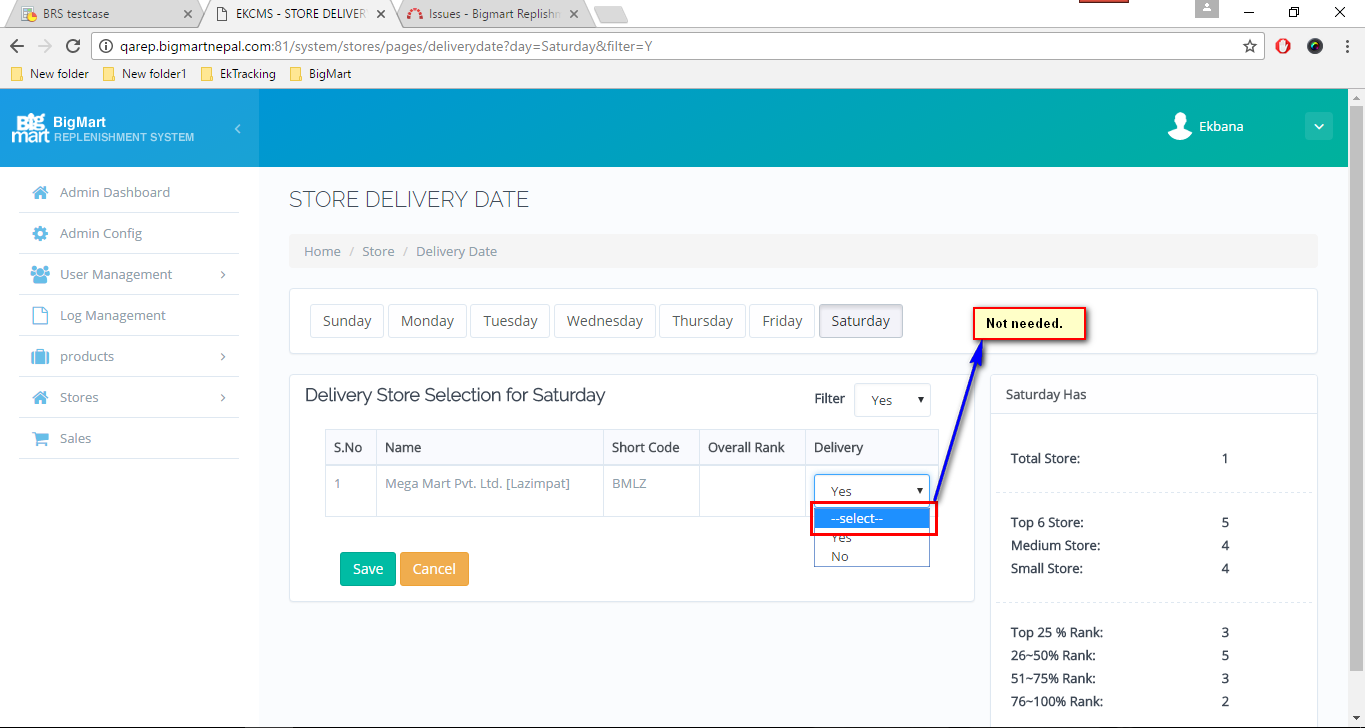 BRS testcase
EKCMS - STORE DELIVER
Issues - Bigmart Replishm
qarep.bigmartnepal.com:81/system/stores/pages/deliverydate?day=Saturday&filter=Y
New folder
New folder1
EkTracking
BigMart
BIG mart
BigMart
REPLENISHMENT SYSTEM
Ekbana
Admin Dashboard
Admin Config
User Management
Log Management
products
Stores
Sales
STORE DELIVERY DATE
Home / Store / Delivery Date
Sunday
Monday
Tuesday
Wednesday
Thursday
Friday
Saturday
Not needed.
Delivery Store Selection for Saturday
Filter
Yes
S.No Name Short Code Overall Rank Delivery
1 Mega Mart Pvt. Ltd. [Lazimpat] BMLZ
Yes
--select--
Yes
No
Save
Cancel
Saturday Has
Total Store: 1
Top 6 Store: 5
Medium Store: 4
Small Store: 4
Top 25 % Rank: 3
26~50% Rank: 5
51~75% Rank: 3
76~100% Rank: 2